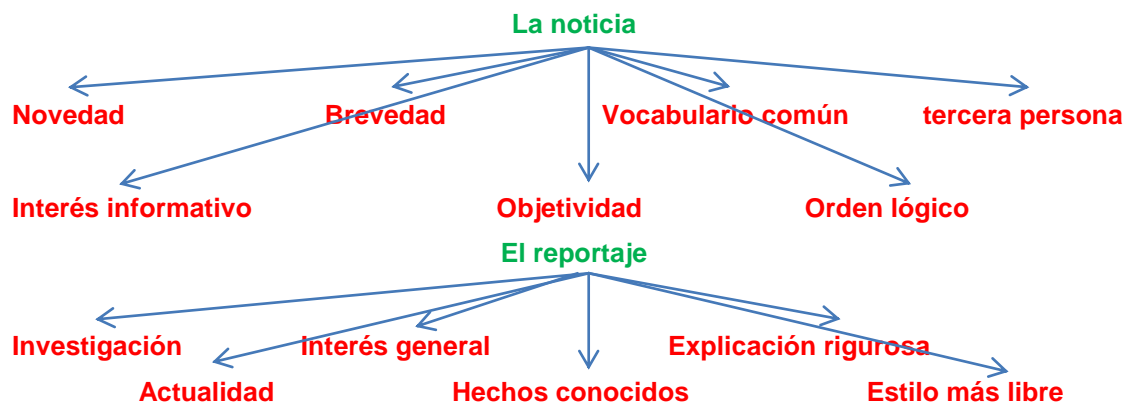 La noticia
Novedad Brevedad Vocabulario común tercera persona
Interés informativo Objetividad Orden lógico
El reportaje
Investigación Interés general Explicación rigurosa
Actualidad Hechos conocidos Estilo más libre